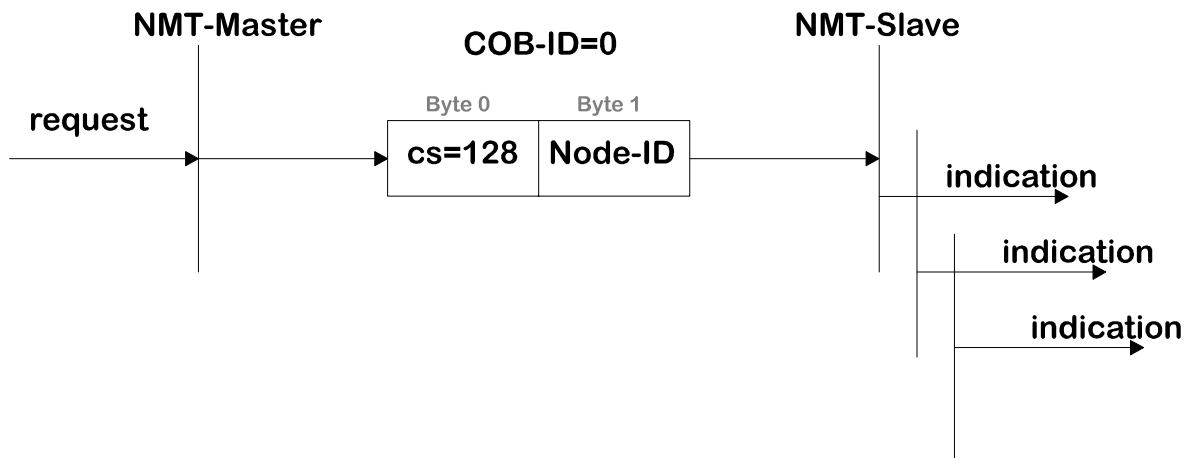 NMT-Master
COB-ID=0
NMT-Slave
Byte 0
Byte 1
request
cs=128
Node-ID
indication
indication
indication